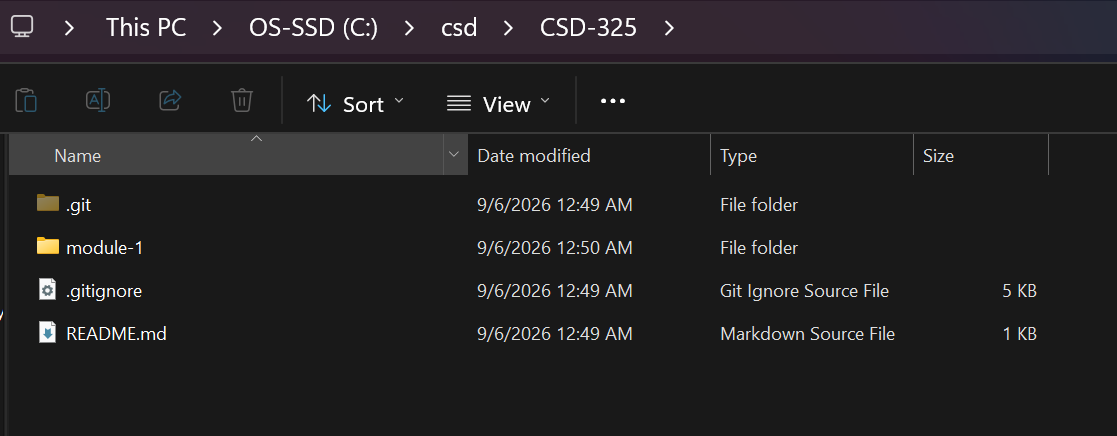 This PC > OS-SSD (C:) > csd > CSD-325 >
Sort View
Name Date modified Type Size
.git 9/6/2026 12:49 AM File folder
module-1 9/6/2026 12:50 AM File folder
.gitignore 9/6/2026 12:49 AM Git Ignore Source File 5 KB
README.md 9/6/2026 12:49 AM Markdown Source File 1 KB